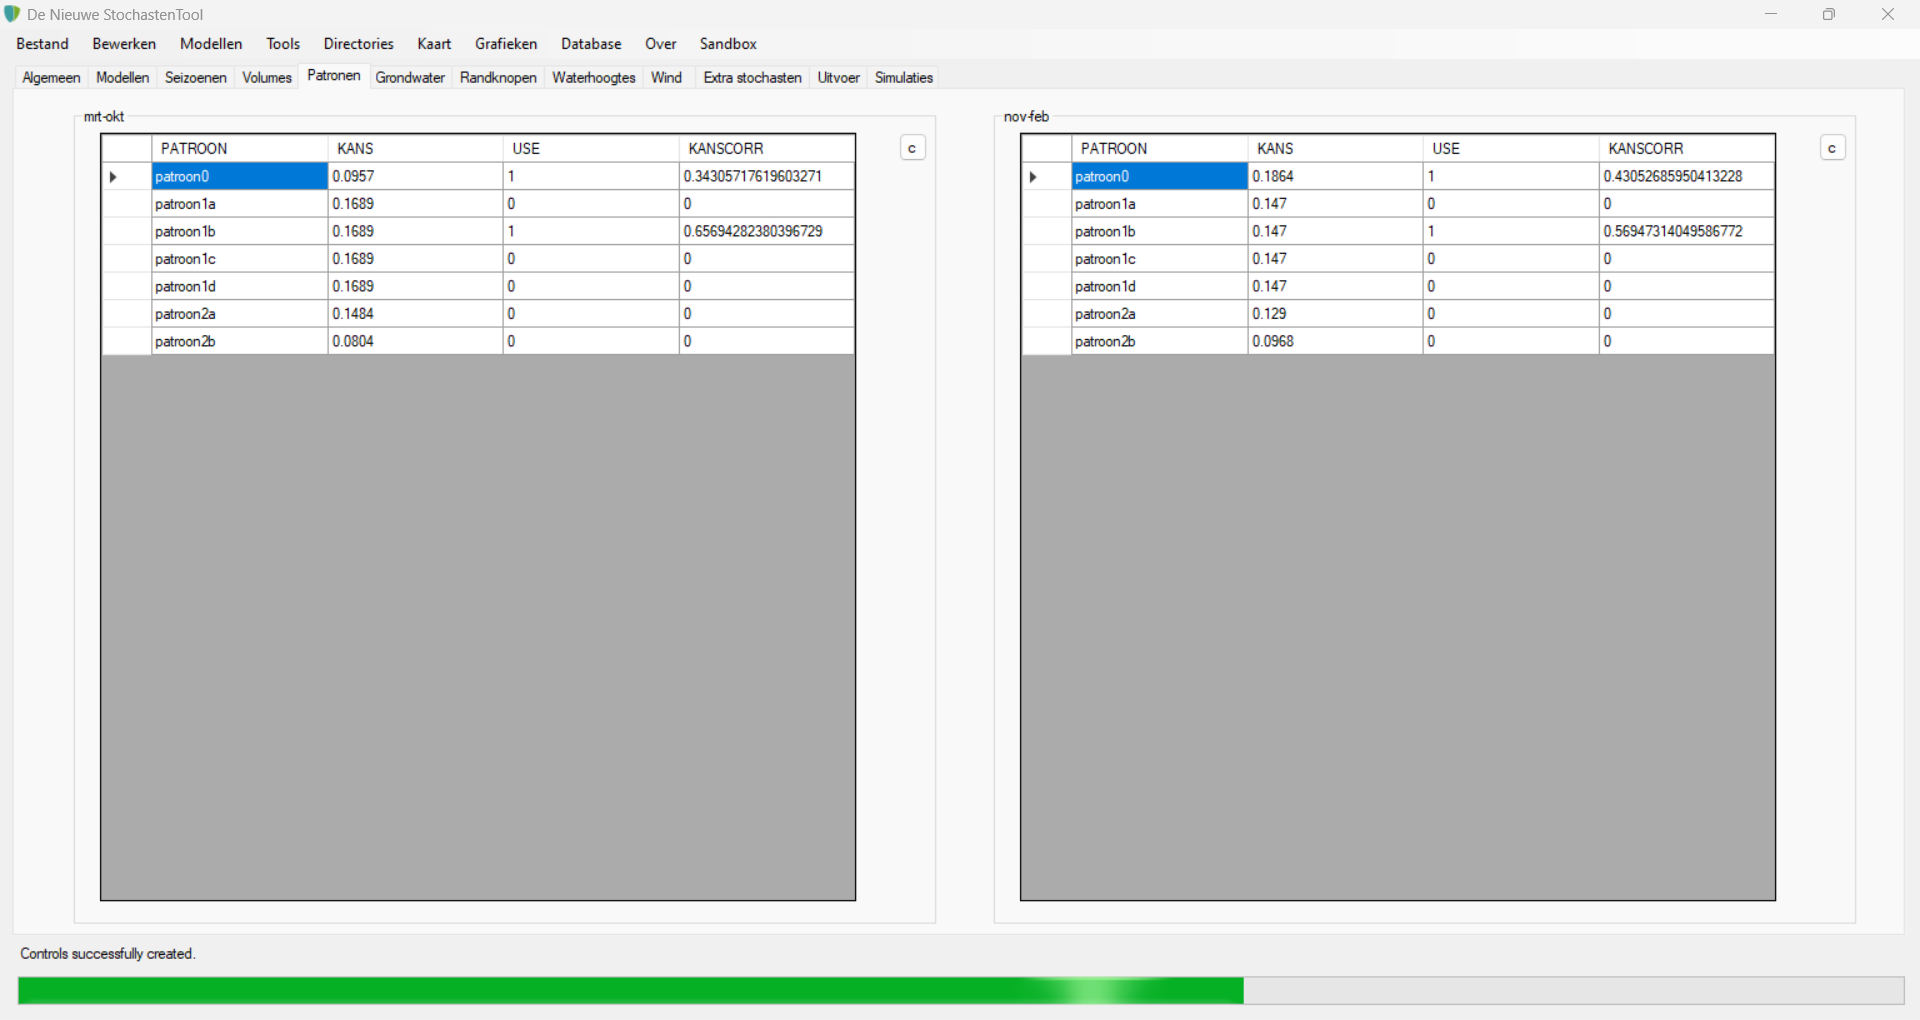 De Nieuwe StochastenTool
Bestand Bewerken Modellen Tools Directories Kaart Grafieken Database Over Sandbox
Algemeen Modellen Seizoenen Volumes Patronen Grondwater Randknopen Waterhoogtes Wind Extra stochasten Uitvoer Simulaties
mrt-okt
PATROON KANS USE KANSCORR
patroon0 0.0957 1 0.34305717619603271
patroon1a 0.1689 0 0
patroon1b 0.1689 1 0.65694282380396729
patroon1c 0.1689 0 0
patroon1d 0.1689 0 0
patroon2a 0.1484 0 0
patroon2b 0.0804 0 0
c
nov-feb
PATROON KANS USE KANSCORR
patroon0 0.1864 1 0.43052685950413228
patroon1a 0.147 0 0
patroon1b 0.147 1 0.56947314049586772
patroon1c 0.147 0 0
patroon1d 0.147 0 0
patroon2a 0.129 0 0
patroon2b 0.0968 0 0
c
Controls successfully created.